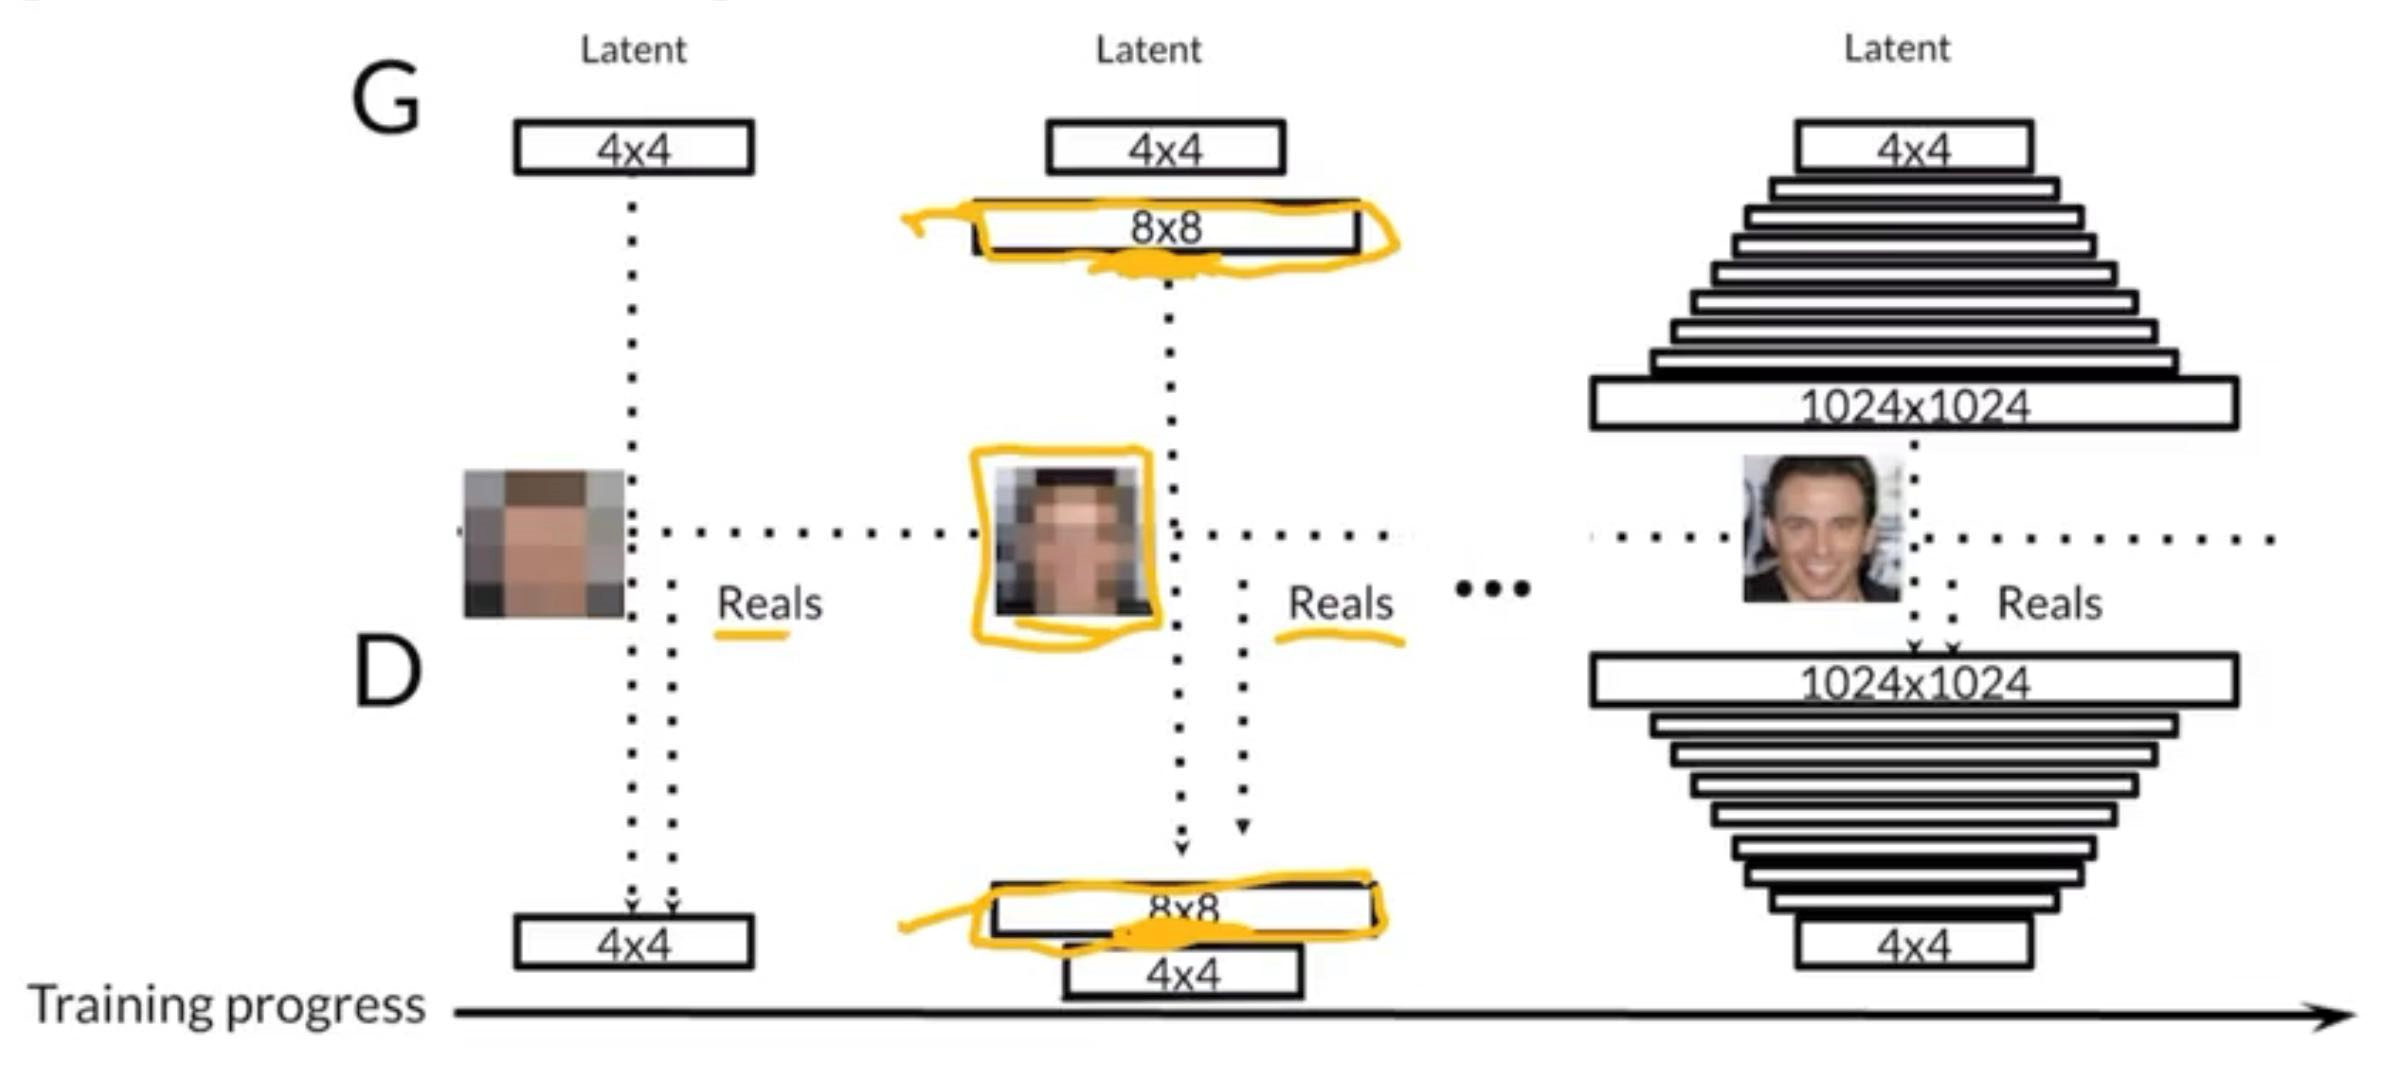 Latent Latent Latent
G
4x4 4x4 4x4
8x8
1024x1024
Reals Reals Reals
D
1024x1024
8x8
4x4 4x4
4x4
Training progress